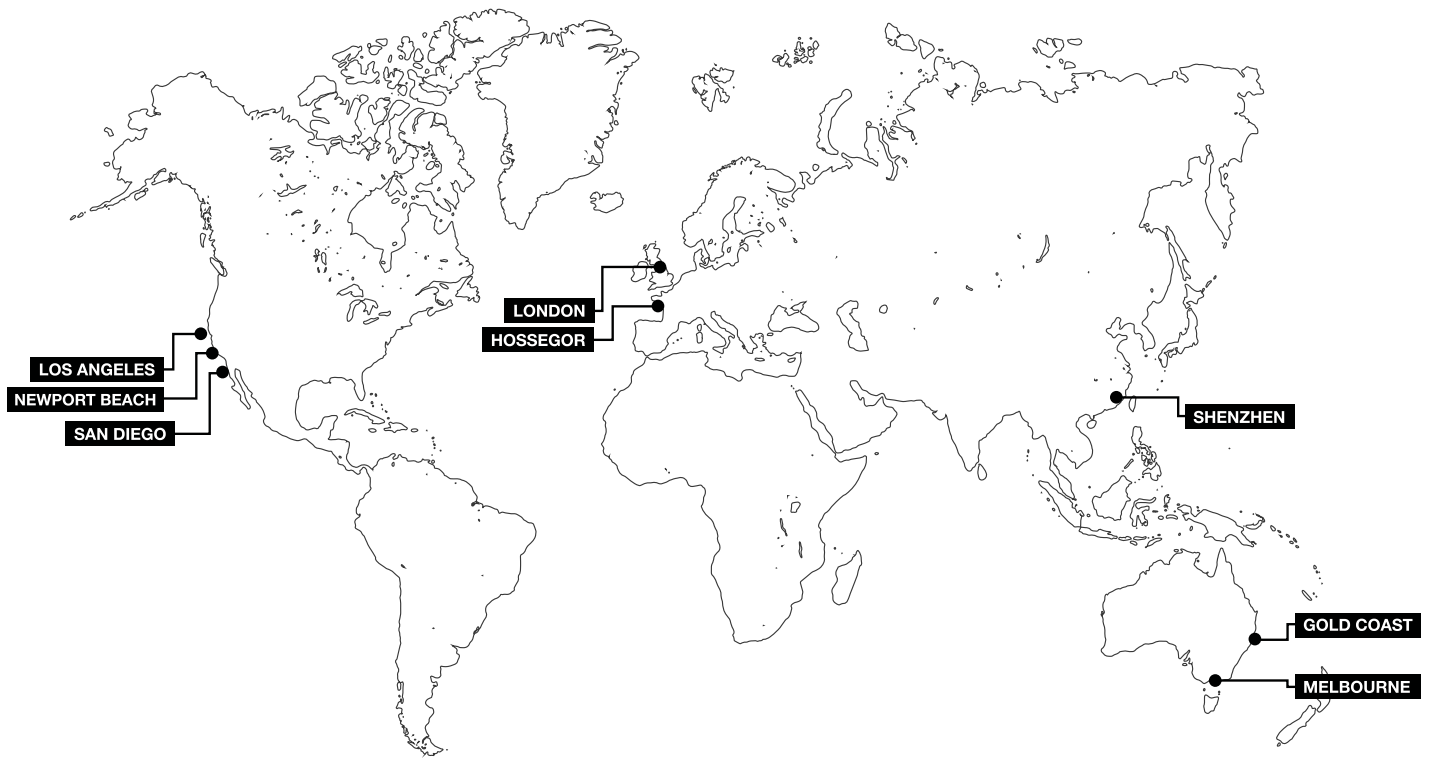 LONDON
HOSSEGOR
LOS ANGELES
NEWPORT BEACH
SAN DIEGO
SHENZHEN
GOLD COAST
MELBOURNE